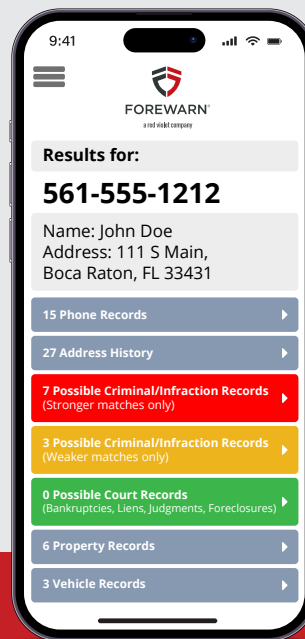 9:41
FOREWARN®
a red violet company
Results for:
561-555-1212
Name: John Doe
Address: 111 S Main,
Boca Raton, FL 33431
15 Phone Records
27 Address History
7 Possible Criminal/Infraction Records
(Stronger matches only)
3 Possible Criminal/Infraction Records
(Weaker matches only)
0 Possible Court Records
(Bankruptcies, Liens, Judgments, Foreclosures)
6 Property Records
3 Vehicle Records